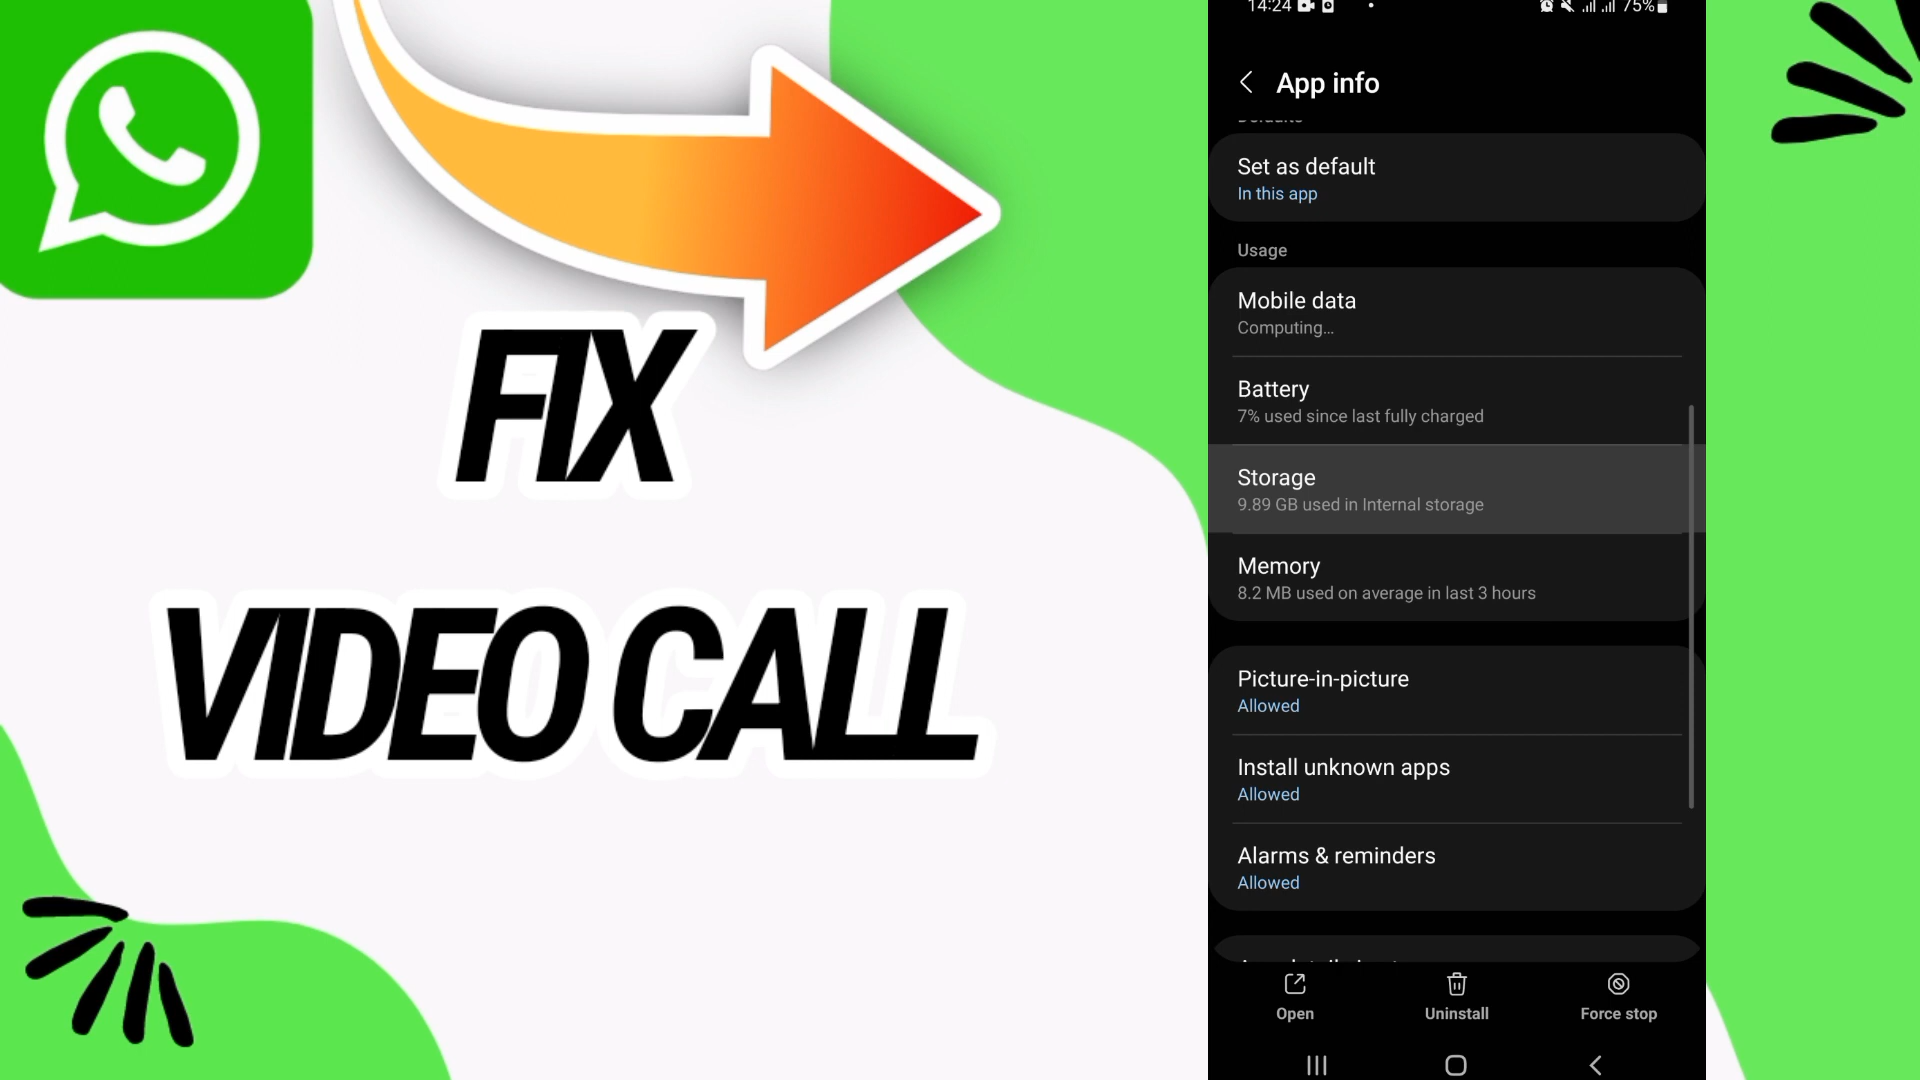 FIX
VIDEO CALL
14:24
75%
App info
Defaults
Set as default
In this app
Usage
Mobile data
Computing…
Battery
7% used since last fully charged
Storage
9.89 GB used in Internal storage
Memory
8.2 MB used on average in last 3 hours
Picture-in-picture
Allowed
Install unknown apps
Allowed
Alarms & reminders
Allowed
Open
Uninstall
Force stop